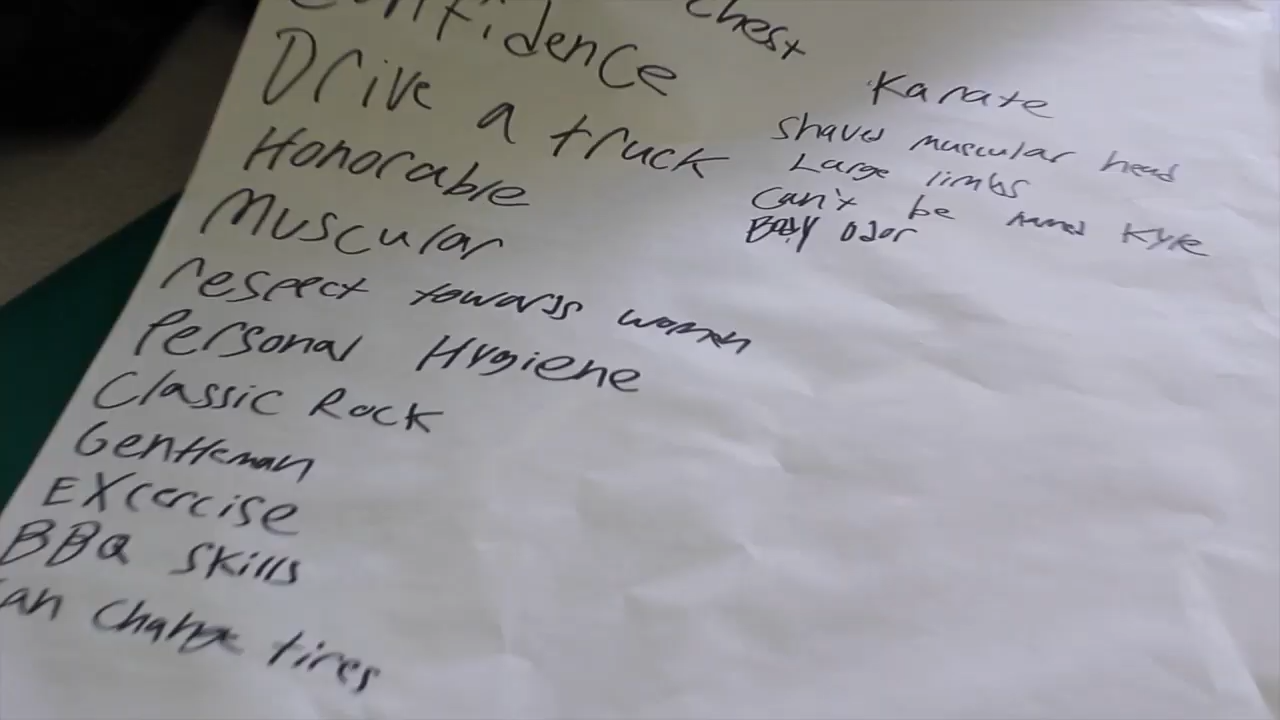 Confidence
Drive a truck
Honorable
Muscular
respect towards women
Personal Hygiene
Classic Rock
Gentleman
Excercise
BBQ skills
an change tires
chest
Karate
shaved muscular head
Large limbs
Can't be named Kyle
Body odor